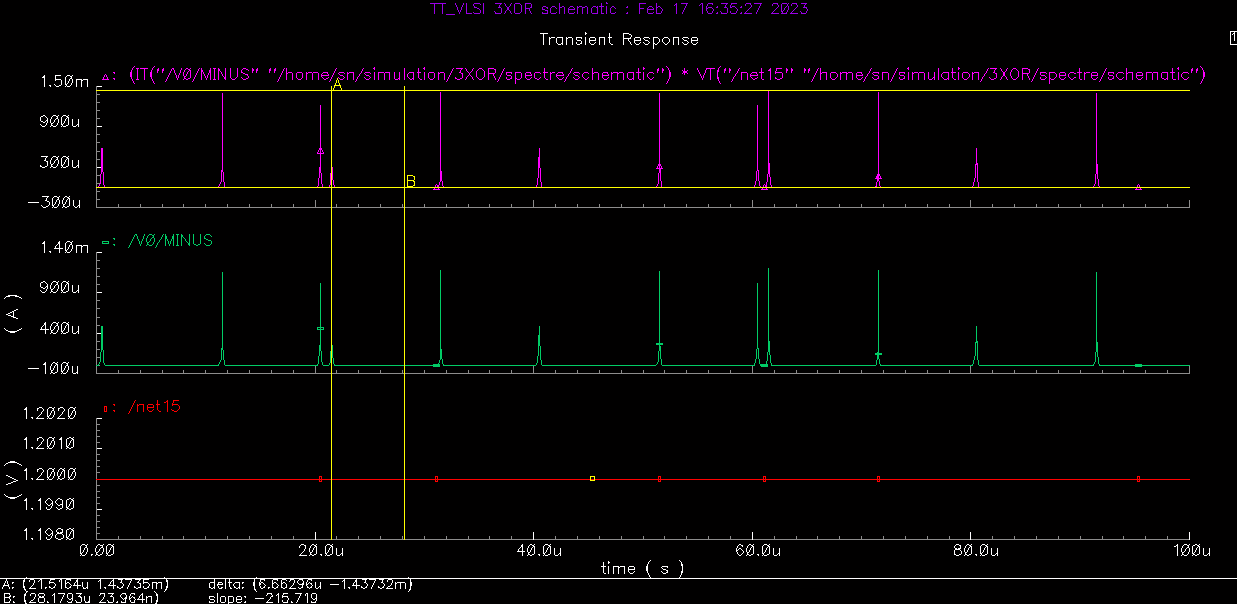 TT_VLSI 3XOR schematic : Feb 17 16:35:27 2023
Transient Response
1
△: (IT("/V0/MINUS" "/home/sn/simulation/3XOR/spectre/schematic") * VT("/net15" "/home/sn/simulation/3XOR/spectre/schematic")
1.50m
A
900u
300u
B
-300u
▭: /V0/MINUS
1.40m
900u
( A )
400u
-100u
▯: /net15
1.2020
1.2010
( V )
1.2000
1.1990
1.1980
0.00 20.0u 40.0u 60.0u 80.0u 100u
time ( s )
A: (21.5164u 1.43735m) delta: (6.66296u -1.43732m)
B: (28.1793u 23.964n) slope: -215.719